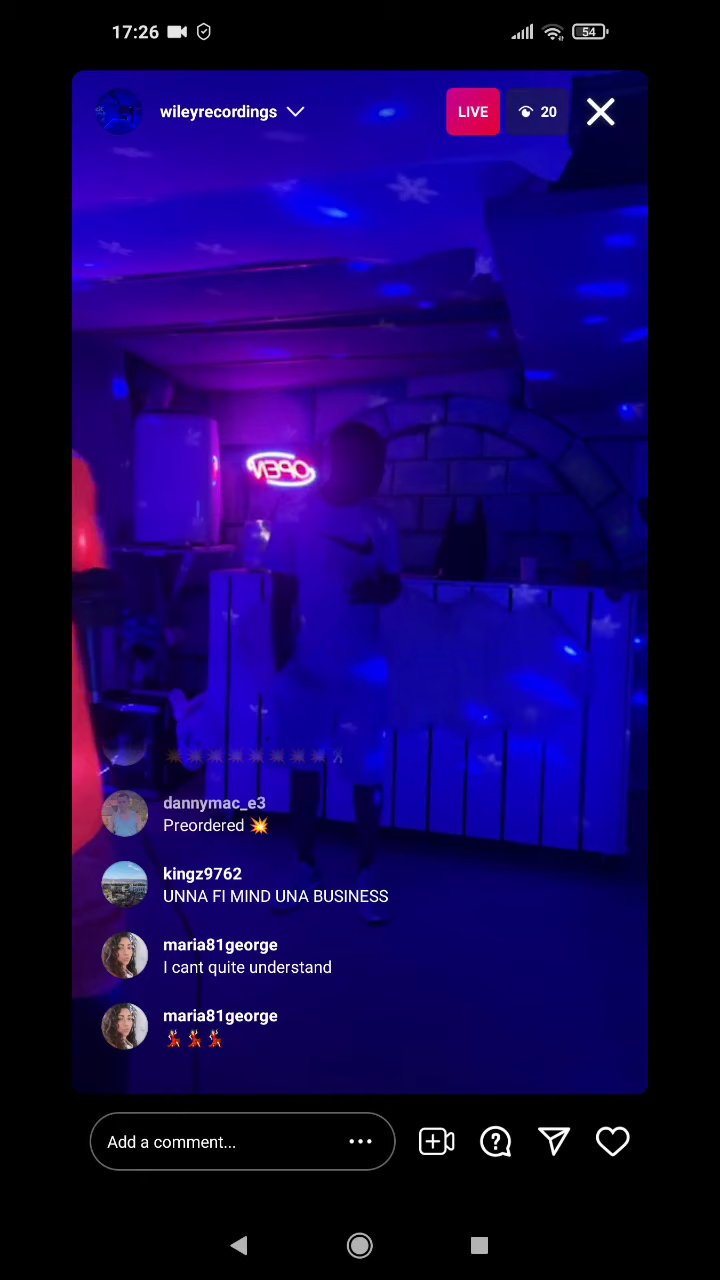 17:26
54
wileyrecordings
LIVE
20
OPEN
💥💥💥💥💥💥💥💥
dannymac_e3
Preordered 💥
kingz9762
UNNA FI MIND UNA BUSINESS
maria81george
I cant quite understand
maria81george
💃💃💃
Add a comment...